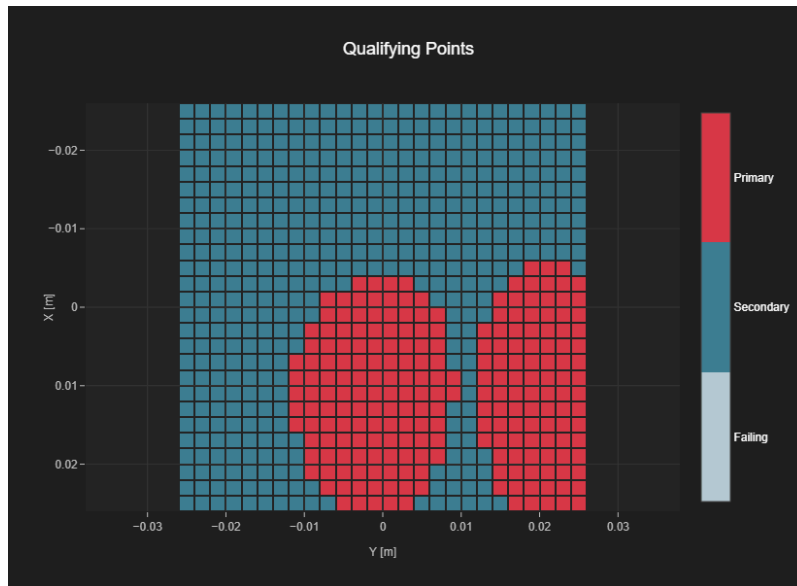 Qualifying Points
Primary
Secondary
Failing
X [m]
−0.02
−0.01
0
0.01
0.02
−0.03
−0.02
−0.01
0
0.01
0.02
0.03
Y [m]